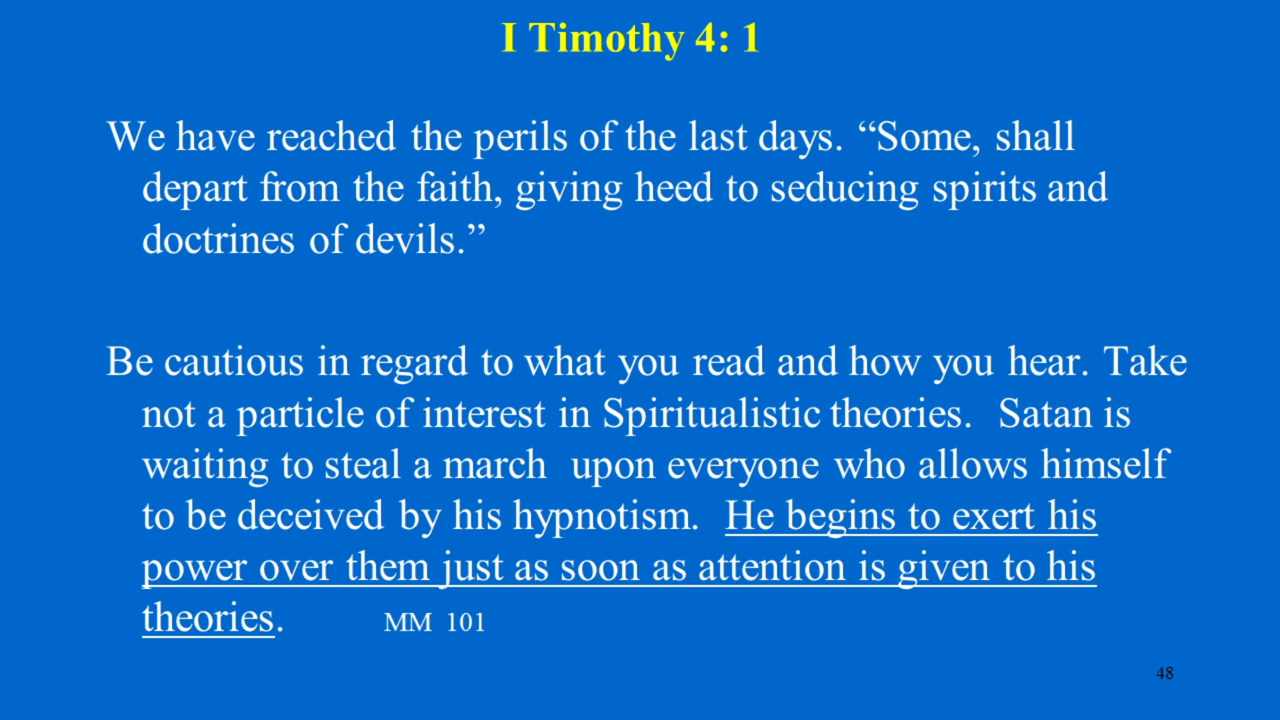 I Timothy 4: 1
We have reached the perils of the last days. “Some, shall
depart from the faith, giving heed to seducing spirits and
doctrines of devils.”
Be cautious in regard to what you read and how you hear. Take
not a particle of interest in Spiritualistic theories. Satan is
waiting to steal a march upon everyone who allows himself
to be deceived by his hypnotism. He begins to exert his
power over them just as soon as attention is given to his
theories. MM 101
48